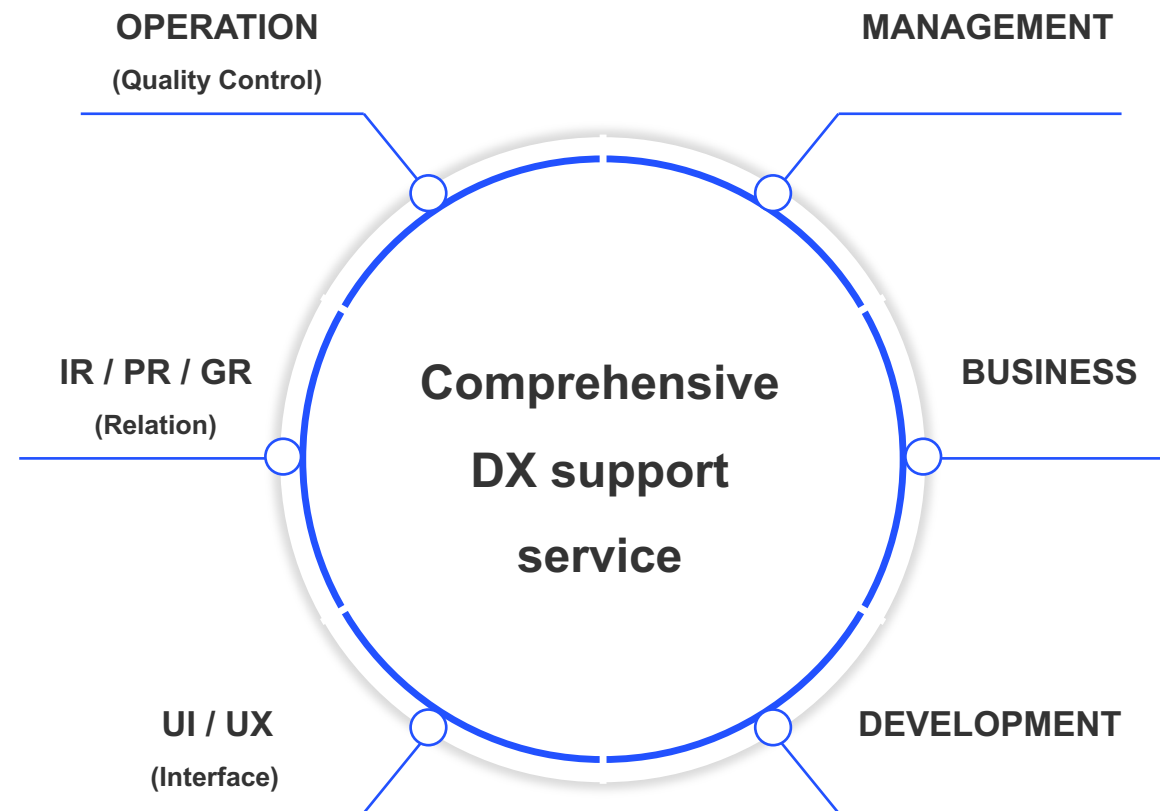 OPERATION
(Quality Control)
MANAGEMENT
IR / PR / GR
(Relation)
Comprehensive
DX support
service
BUSINESS
UI / UX
(Interface)
DEVELOPMENT